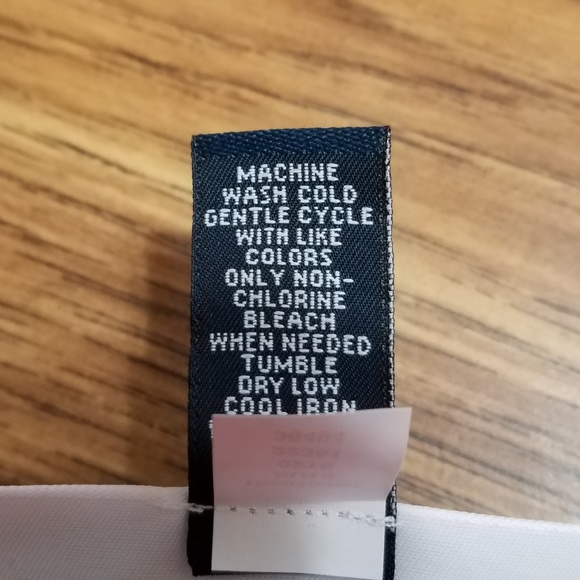 MACHINE
WASH COLD
GENTLE CYCLE
WITH LIKE
COLORS
ONLY NON-
CHLORINE
BLEACH
WHEN NEEDED
TUMBLE
DRY LOW
COOL IRON